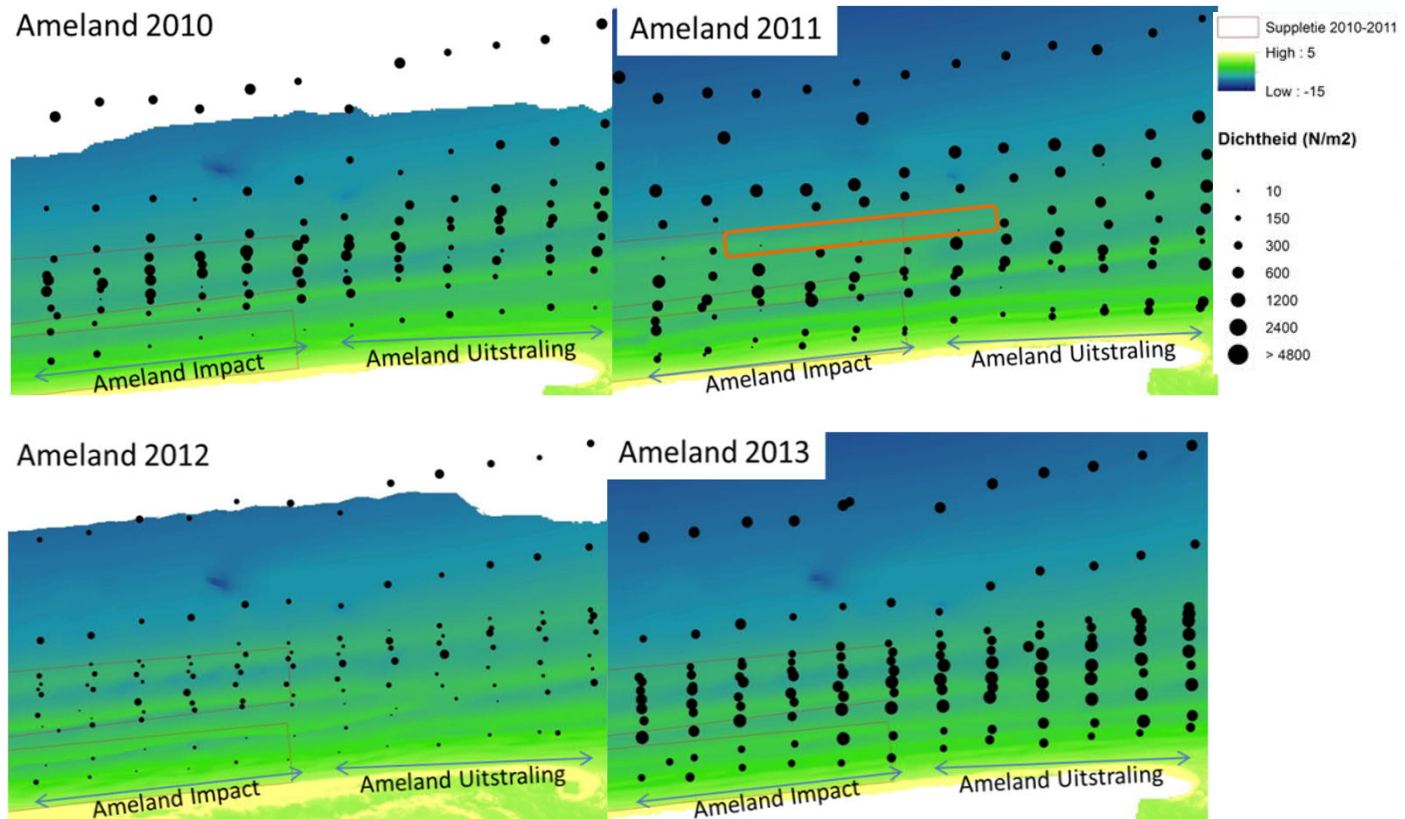 Ameland 2010
Ameland 2011
Suppletie 2010-2011
High : 5
Low : -15
Dichtheid (N/m2)
10
150
300
600
1200
2400
> 4800
Ameland Impact
Ameland Uitstraling
Ameland Impact
Ameland Uitstraling
Ameland 2012
Ameland 2013
Ameland Impact
Ameland Uitstraling
Ameland Impact
Ameland Uitstraling